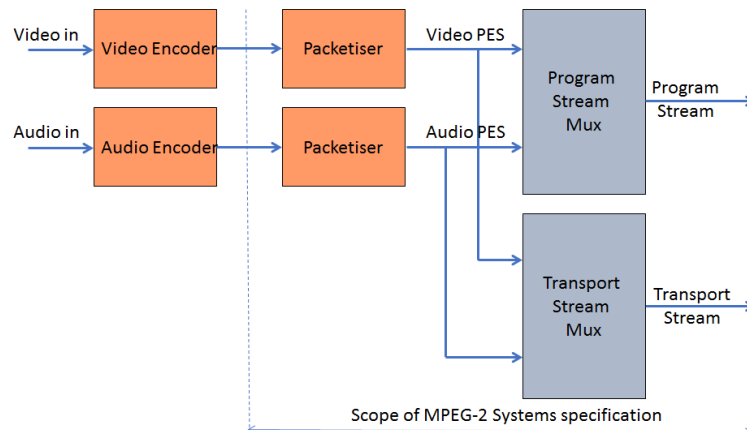 Video in
Video Encoder
Packetiser
Video PES
Program
Stream
Mux
Program
Stream
Audio in
Audio Encoder
Packetiser
Audio PES
Transport
Stream
Mux
Transport
Stream
Scope of MPEG-2 Systems specification